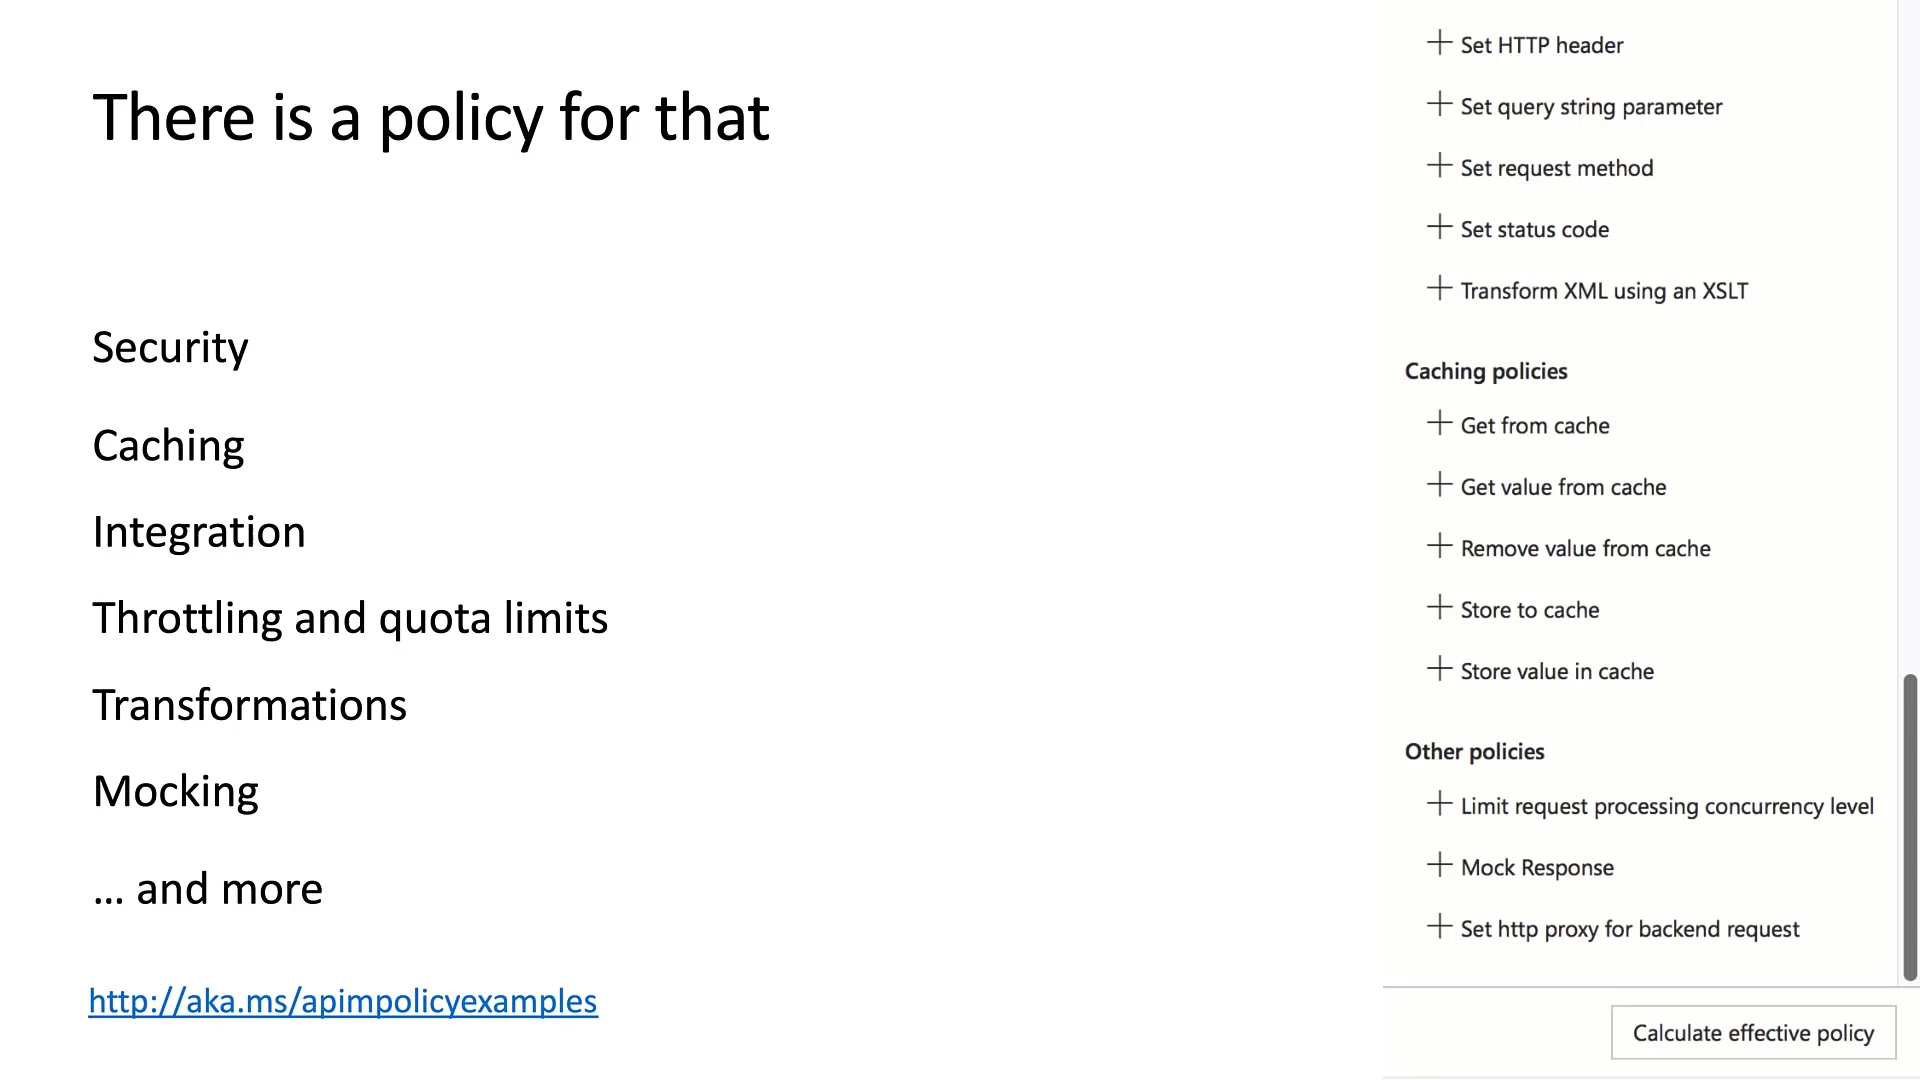 There is a policy for that
Security
Caching
Integration
Throttling and quota limits
Transformations
Mocking
... and more
http://aka.ms/apimpolicyexamples
Set HTTP header
Set query string parameter
Set request method
Set status code
Transform XML using an XSLT
Caching policies
Get from cache
Get value from cache
Remove value from cache
Store to cache
Store value in cache
Other policies
Limit request processing concurrency level
Mock Response
Set http proxy for backend request
Calculate effective policy